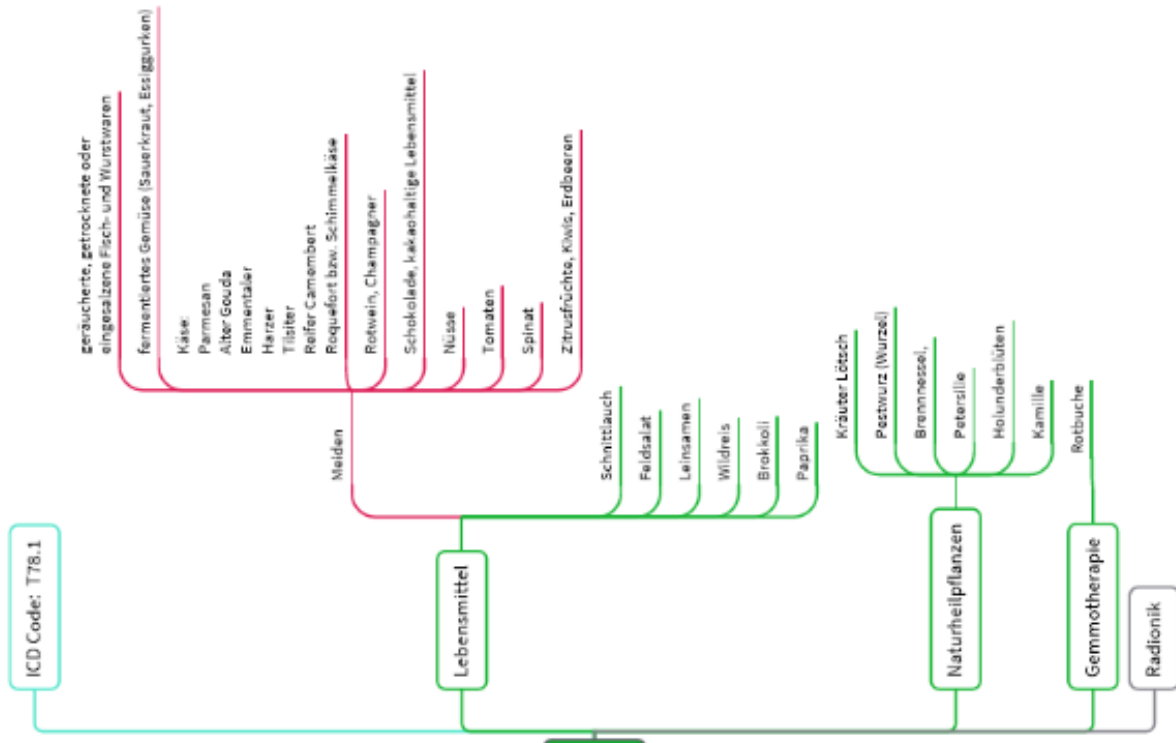 ICD Code: T78.1
Lebensmittel
Meiden
geräucherte, getrocknete oder
eingesalzene Fisch- und Wurstwaren
fermentiertes Gemüse (Sauerkraut, Essiggurken)
Käse:
Parmesan
Alter Gouda
Emmentaler
Harzer
Tilsiter
Reifer Camembert
Roquefort bzw. Schimmelkäse
Rotwein, Champagner
Schokolade, kakaohaltige Lebensmittel
Nüsse
Tomaten
Spinat
Zitrusfrüchte, Kiwis, Erdbeeren
Schnittlauch
Feldsalat
Leinsamen
Wildreis
Brokkoli
Paprika
Naturheilpflanzen
Kräuter Lötsch
Pestwurz (Wurzel)
Brennnessel,
Petersilie
Holunderblüten
Kamille
Gemmotherapie
Rotbuche
Radionik